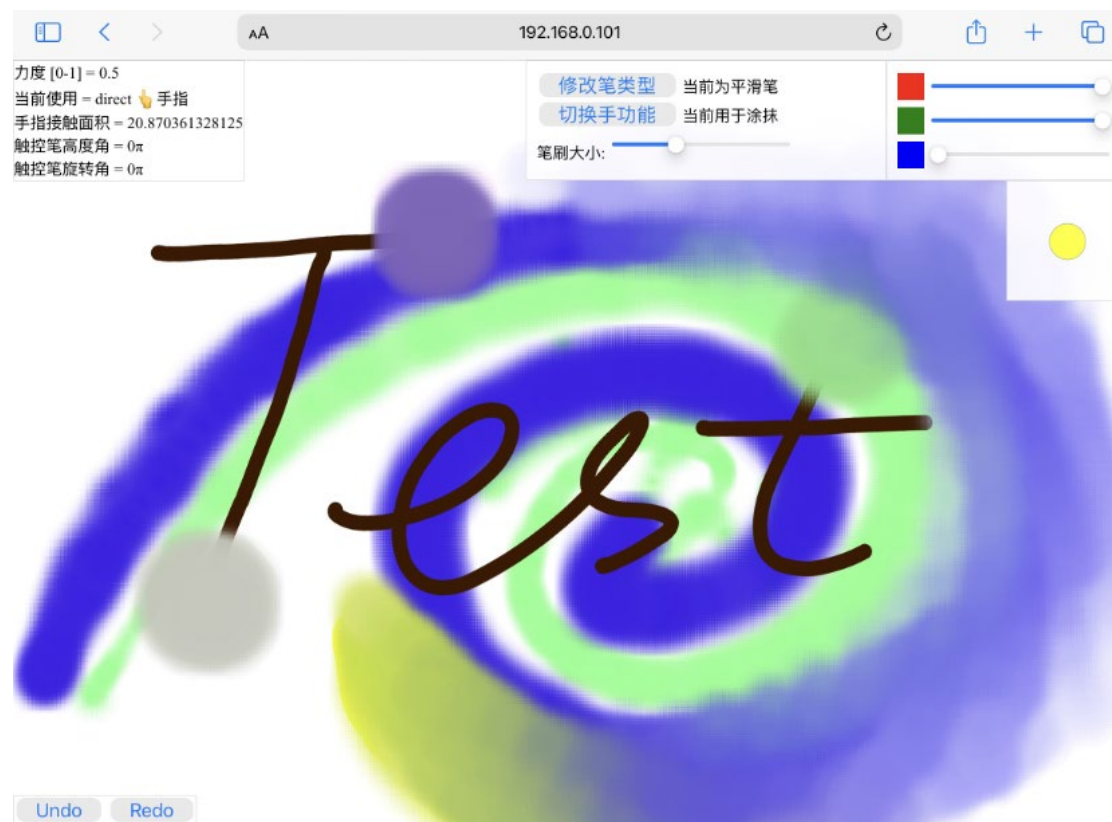 AA
192.168.0.101
力度 [0-1] = 0.5
当前使用 = direct 👆 手指
手指接触面积 = 20.870361328125
触控笔高度角 = 0π
触控笔旋转角 = 0π
修改笔类型 当前为平滑笔
切换手功能 当前用于涂抹
笔刷大小:
Test
Undo Redo